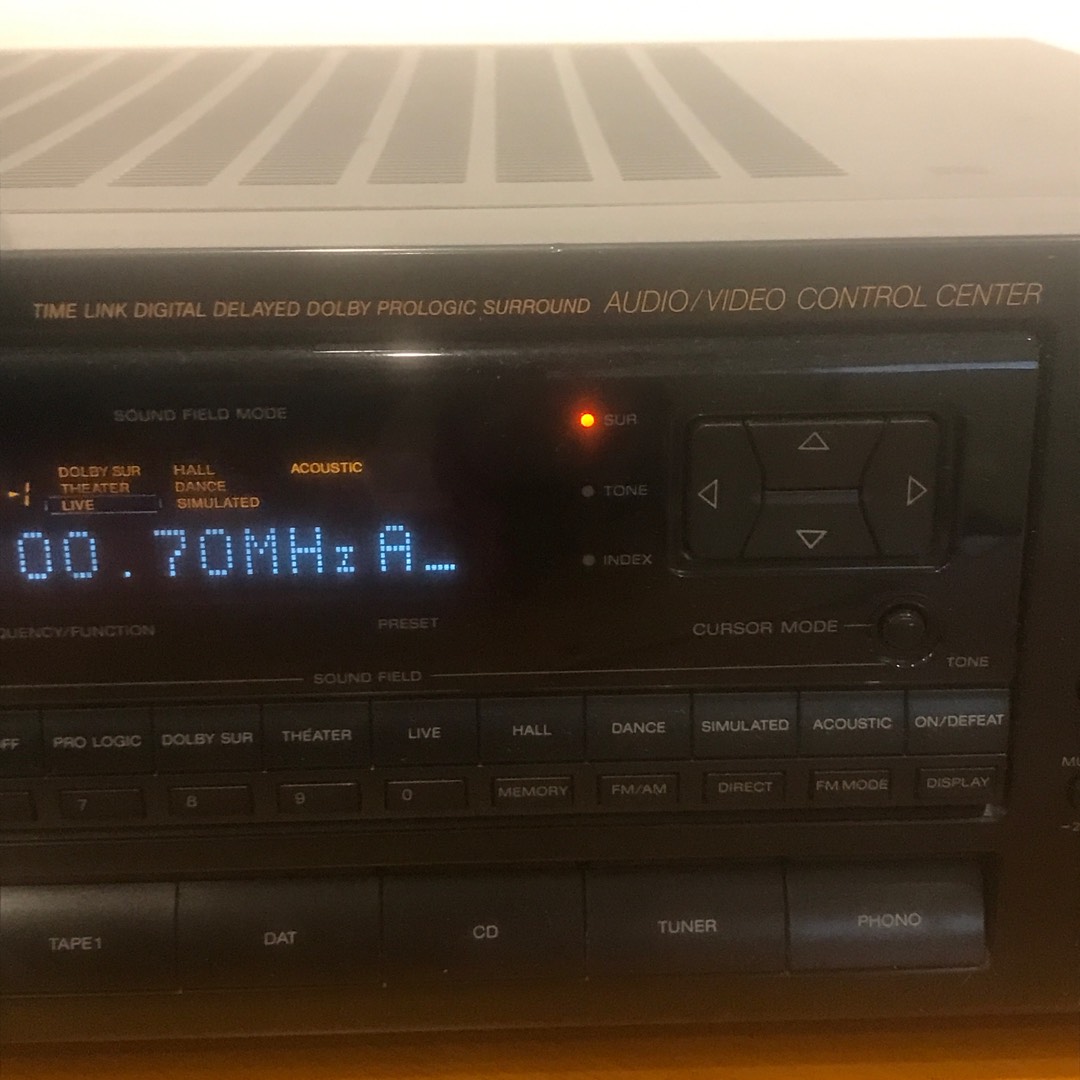 TIME LINK DIGITAL DELAYED DOLBY PROLOGIC SURROUND AUDIO/VIDEO CONTROL CENTER
SOUND FIELD MODE
SUR
DOLBY SUR HALL ACOUSTIC
THEATER DANCE
LIVE SIMULATED
TONE
00.70MHz A_
INDEX
QUENCY/FUNCTION PRESET
CURSOR MODE
TONE
SOUND FIELD
FF PRO LOGIC DOLBY SUR THEATER LIVE HALL DANCE SIMULATED ACOUSTIC ON/DEFEAT
7 8 9 0 MEMORY FM/AM DIRECT FM MODE DISPLAY
MU
-2
TAPE1 DAT CD TUNER PHONO